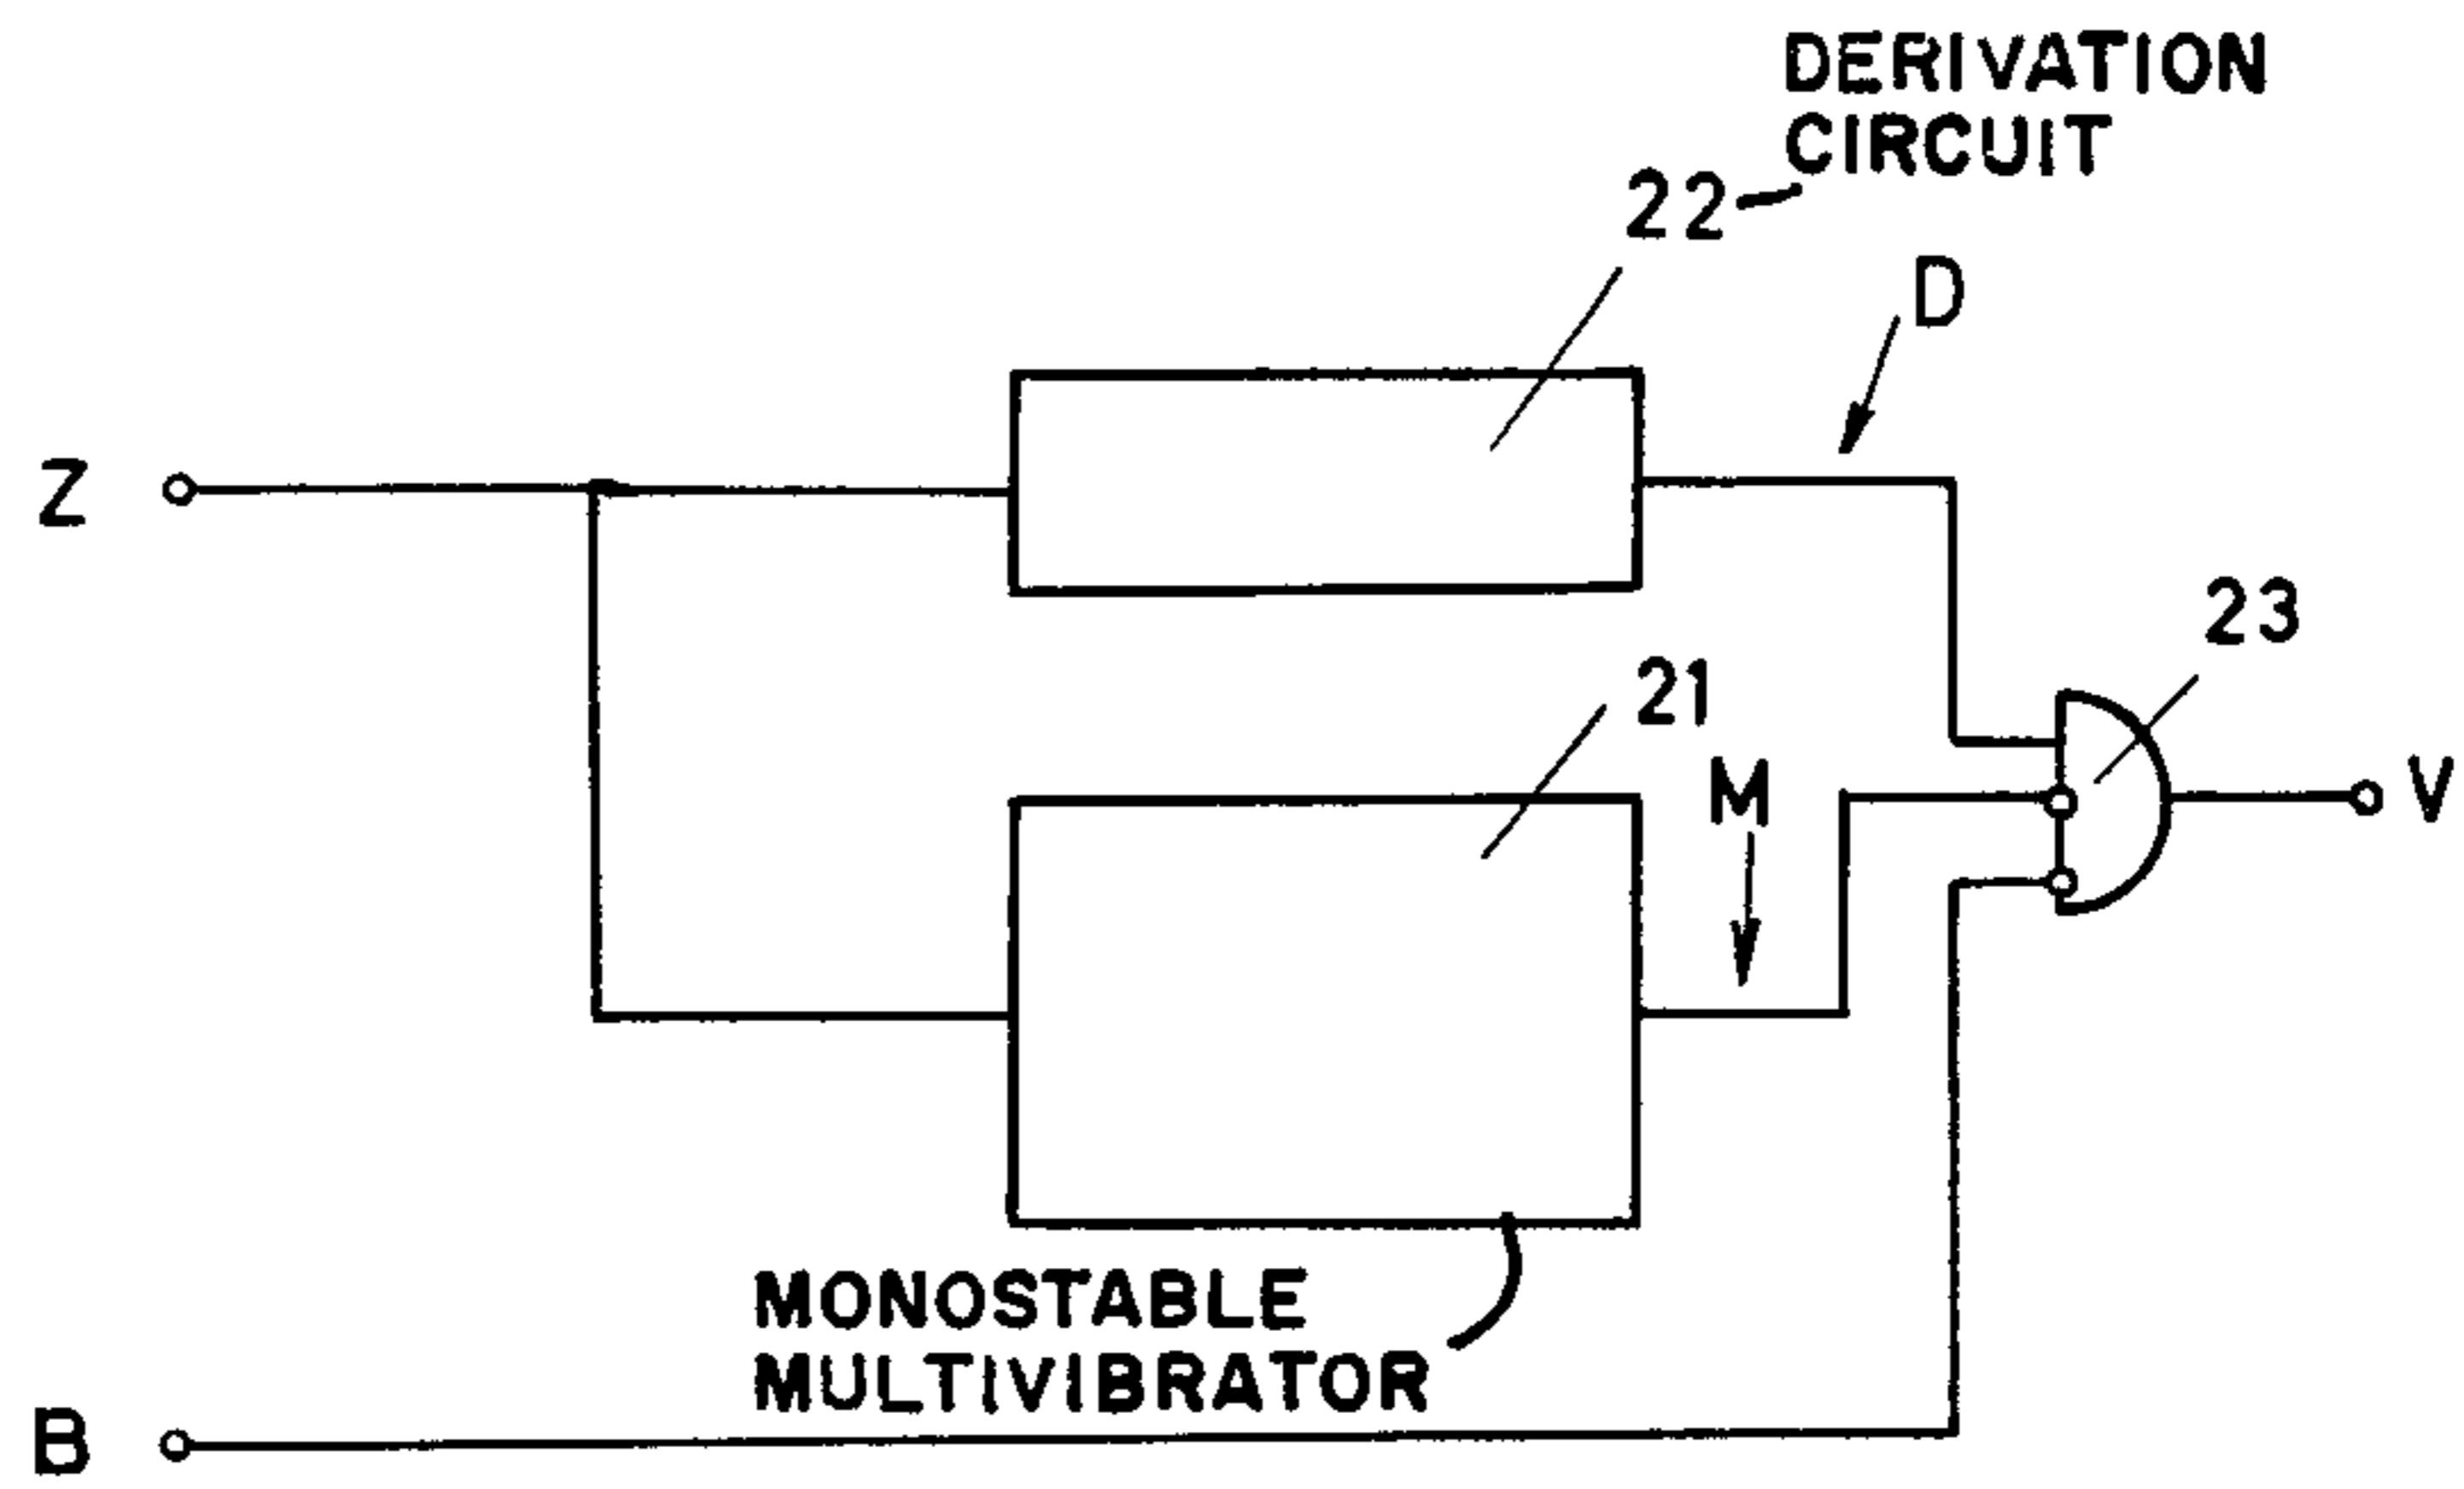 DERIVATION
CIRCUIT
22
D
Z
23
21
M
V
MONOSTABLE
MULTIVIBRATOR
B